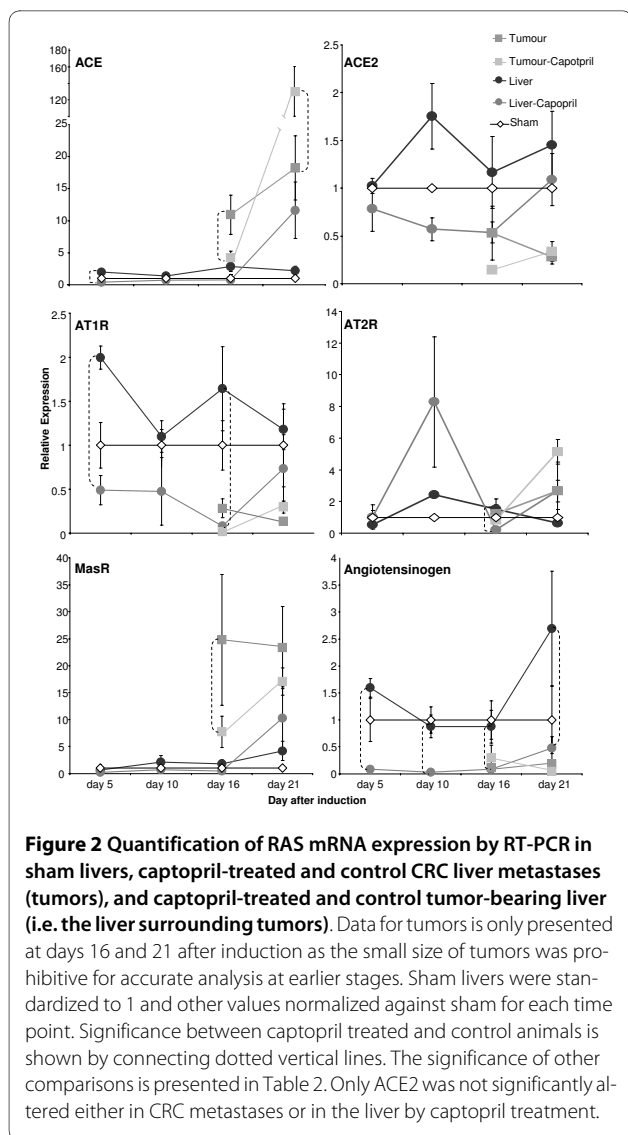 ACE
180
160
120
25
20
15
10
5
0
ACE2
2.5
2
1.5
1
0.5
0
Tumour
Tumour-Capotpril
Liver
Liver-Capopril
Sham
Relative Expression
AT1R
2.5
2
1.5
1
0.5
0
AT2R
14
12
10
8
6
4
2
0
MasR
40
35
30
25
20
15
10
5
0
day 5 day 10 day 16 day 21
Angiotensinogen
4
3.5
3
2.5
2
1.5
1
0.5
0
day 5 day 10 day 16 day 21
Day after induction
Figure 2 Quantification of RAS mRNA expression by RT-PCR in
sham livers, captopril-treated and control CRC liver metastases
(tumors), and captopril-treated and control tumor-bearing liver
(i.e. the liver surrounding tumors). Data for tumors is only presented
at days 16 and 21 after induction as the small size of tumors was pro-
hibitive for accurate analysis at earlier stages. Sham livers were stan-
dardized to 1 and other values normalized against sham for each time
point. Significance between captopril treated and control animals is
shown by connecting dotted vertical lines. The significance of other
comparisons is presented in Table 2. Only ACE2 was not significantly al-
tered either in CRC metastases or in the liver by captopril treatment.